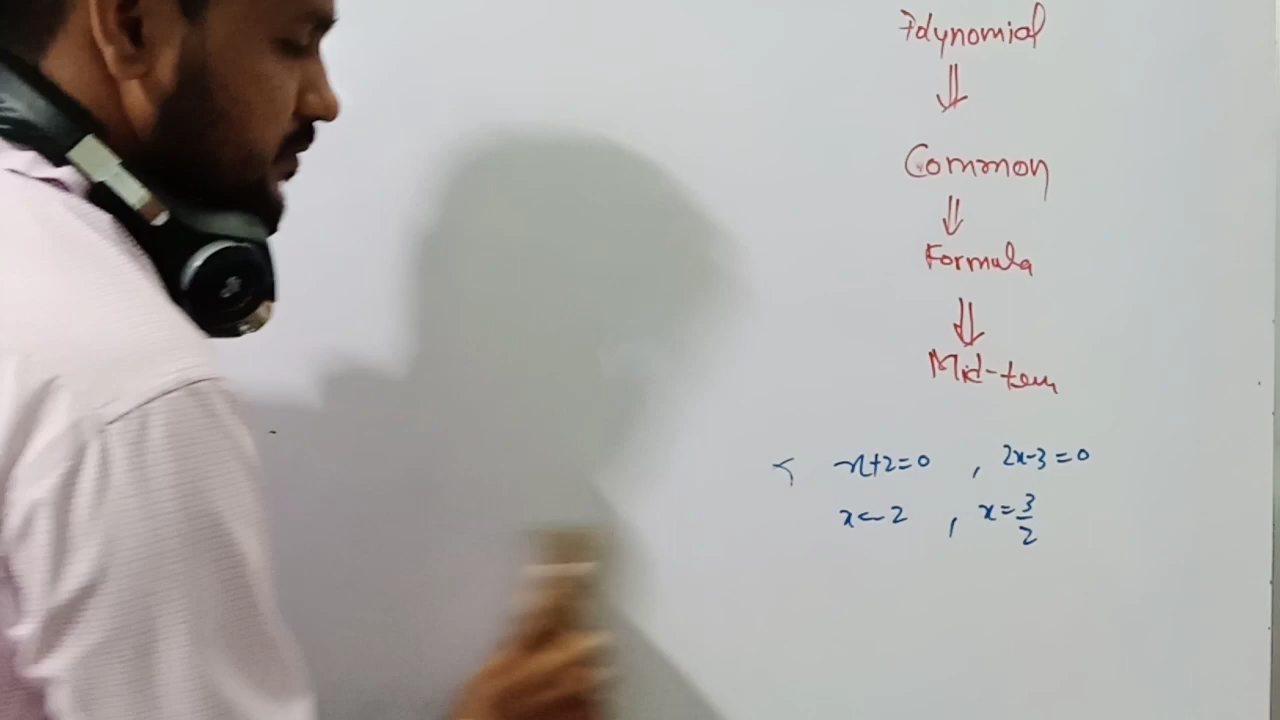 Polynomial
⇓
Common
⇓
Formula
⇓
Mid-term
x+2=0 , 2x-3=0
x=-2 , x=3/2